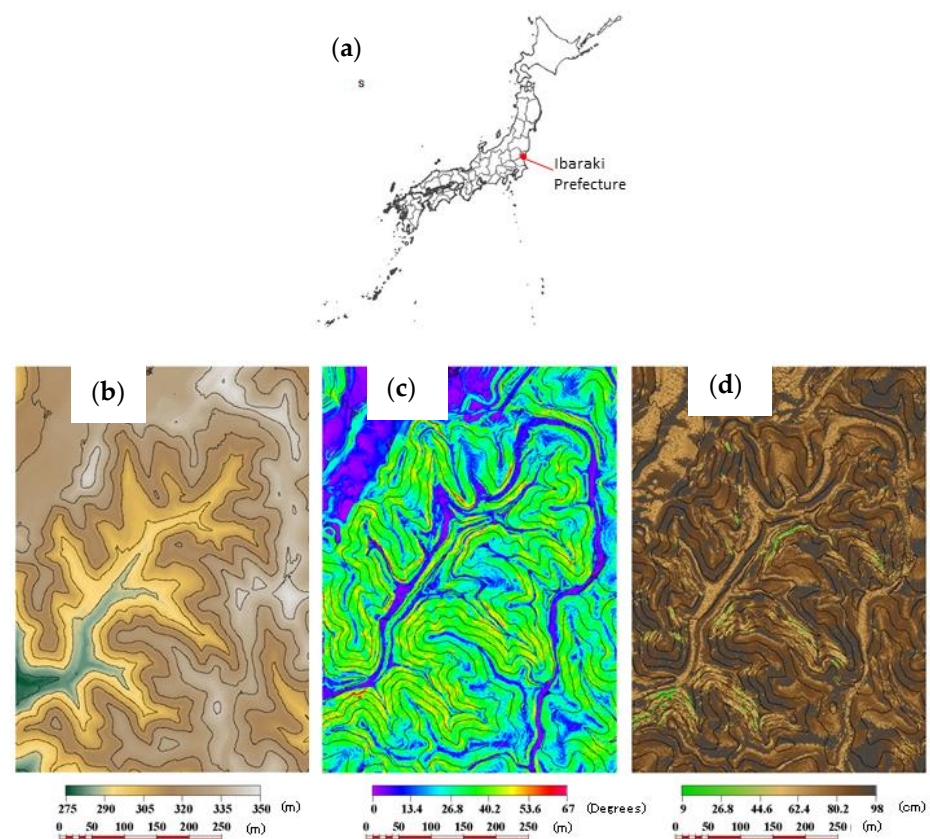 (a)
s
Ibaraki
Prefecture
(b)
(c)
(d)
275 290 305 320 335 350 (m)
0 50 100 150 200 250 (m)
0 13.4 26.8 40.2 53.6 67 (Degrees)
0 50 100 150 200 250 (m)
9 26.8 44.6 62.4 80.2 98 (cm)
0 50 100 150 200 250 (m)